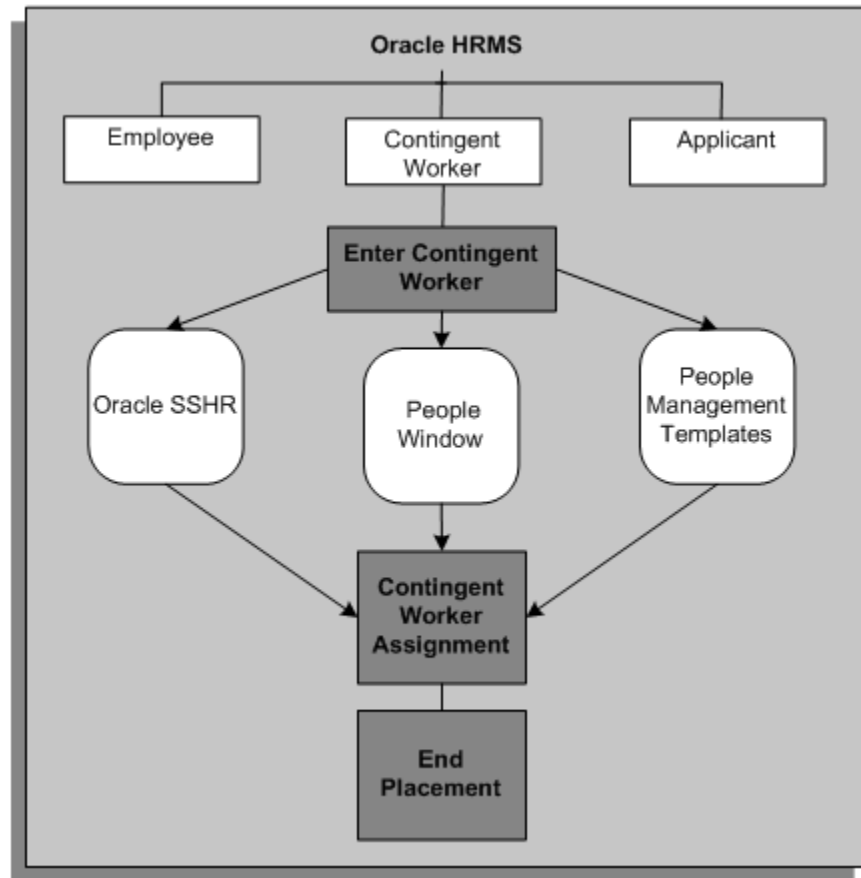 Oracle HRMS
Employee
Contingent
Worker
Applicant
Enter Contingent
Worker
Oracle SSHR
People
Window
People
Management
Templates
Contingent
Worker
Assignment
End
Placement